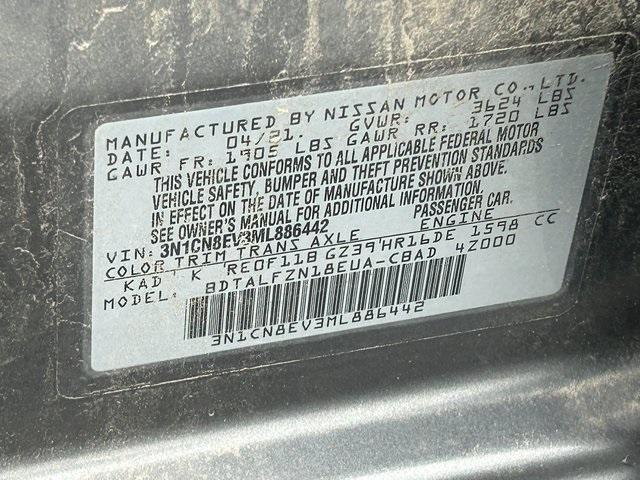 MANUFACTURED BY NISSAN MOTOR CO., LTD.
DATE: 04/21. GVWR: 3624 LBS
GAWR FR: 1905 LBS GAWR RR: 1720 LBS
THIS VEHICLE CONFORMS TO ALL APPLICABLE FEDERAL MOTOR
VEHICLE SAFETY, BUMPER AND THEFT PREVENTION STANDARDS
IN EFFECT ON THE DATE OF MANUFACTURE SHOWN ABOVE.
SEE OWNER'S MANUAL FOR ADDITIONAL INFORMATION.
VIN: 3N1CN8EV3ML886442 PASSENGER CAR.
COLOR TRIM TRANS AXLE ENGINE
KAD K RE0F11B GZ39 HR16DE 1598 CC
MODEL: BDTALFZN18EUA-CBAD 4Z000
3N1CN8EV3ML886442